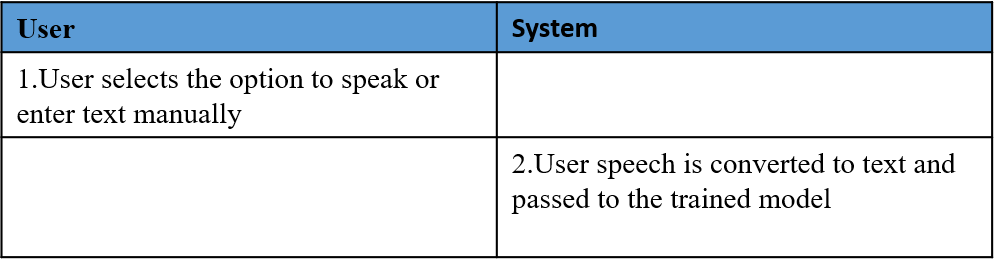 User
System
1.User selects the option to speak or
enter text manually
2.User speech is converted to text and
passed to the trained model